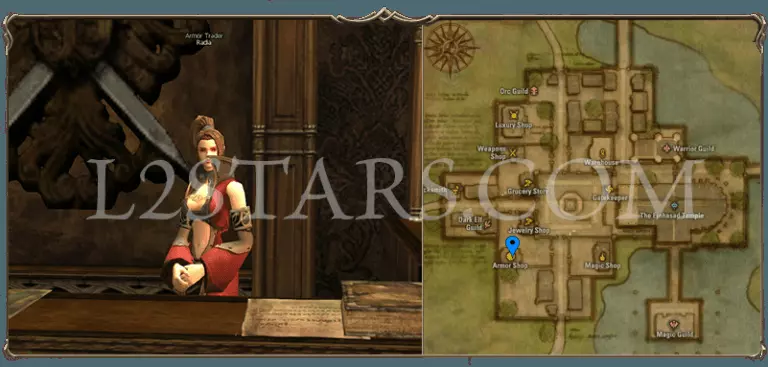 Armor Trader
Radia
L2STARS.COM
Orc Guild
Luxury Shop
Weapons
Shop
Warehouse
Warrior Guild
Grocery Store
Gatekeeper
The Einhasad Temple
Dark Elf
Guild
Jewelry Shop
Armor Shop
Magic Shop
Magic Guild